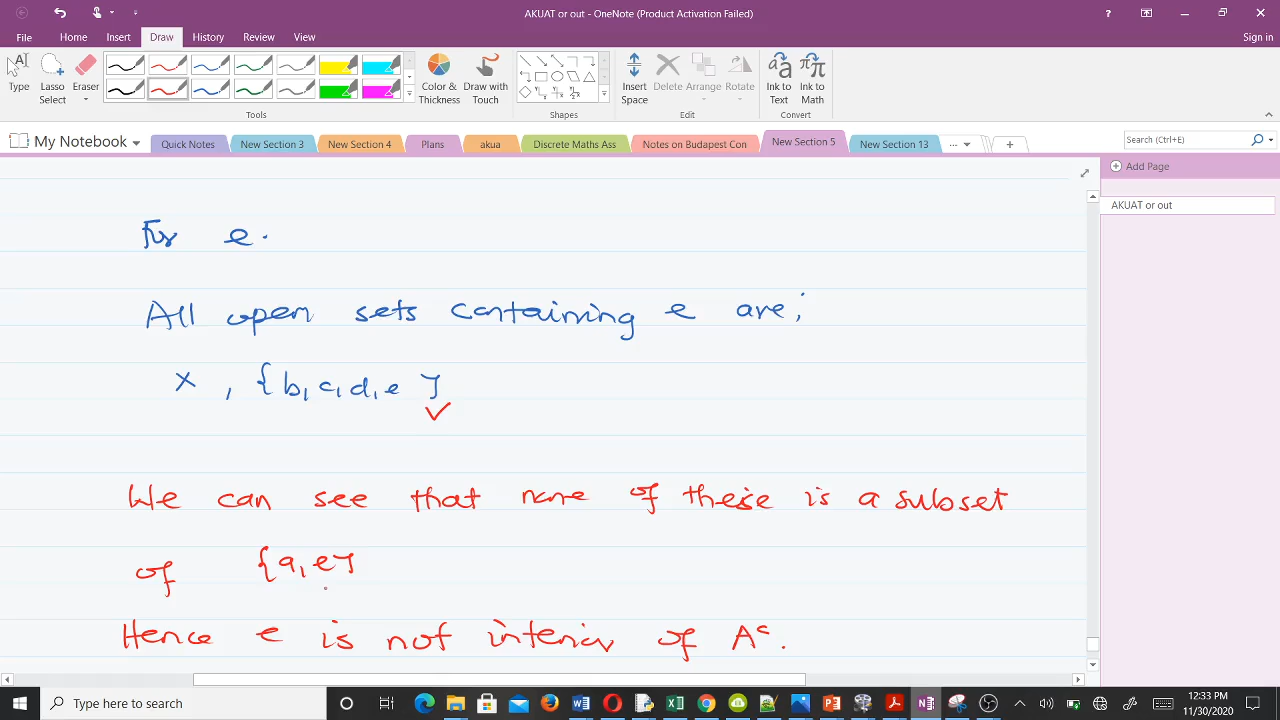 AKUAT or out - OneNote (Product Activation Failed)
File Home Insert Draw History Review View Sign in
Type Lasso Select Eraser Color & Thickness Draw with Touch Insert Space Delete Arrange Rotate Ink to Text Ink to Math
Tools Shapes Edit Convert
My Notebook Quick Notes New Section 3 New Section 4 Plans akua Discrete Maths Ass Notes on Budapest Con New Section 5 New Section 13 ... Search (Ctrl+E)
Add Page
AKUAT or out
For e.
All open sets containing e are;
X , {b, c, d, e }
We can see that none of these is a subset
of {a, e}
Hence e is not interior of Aᶜ.
Type here to search
12:33 PM
11/30/2020